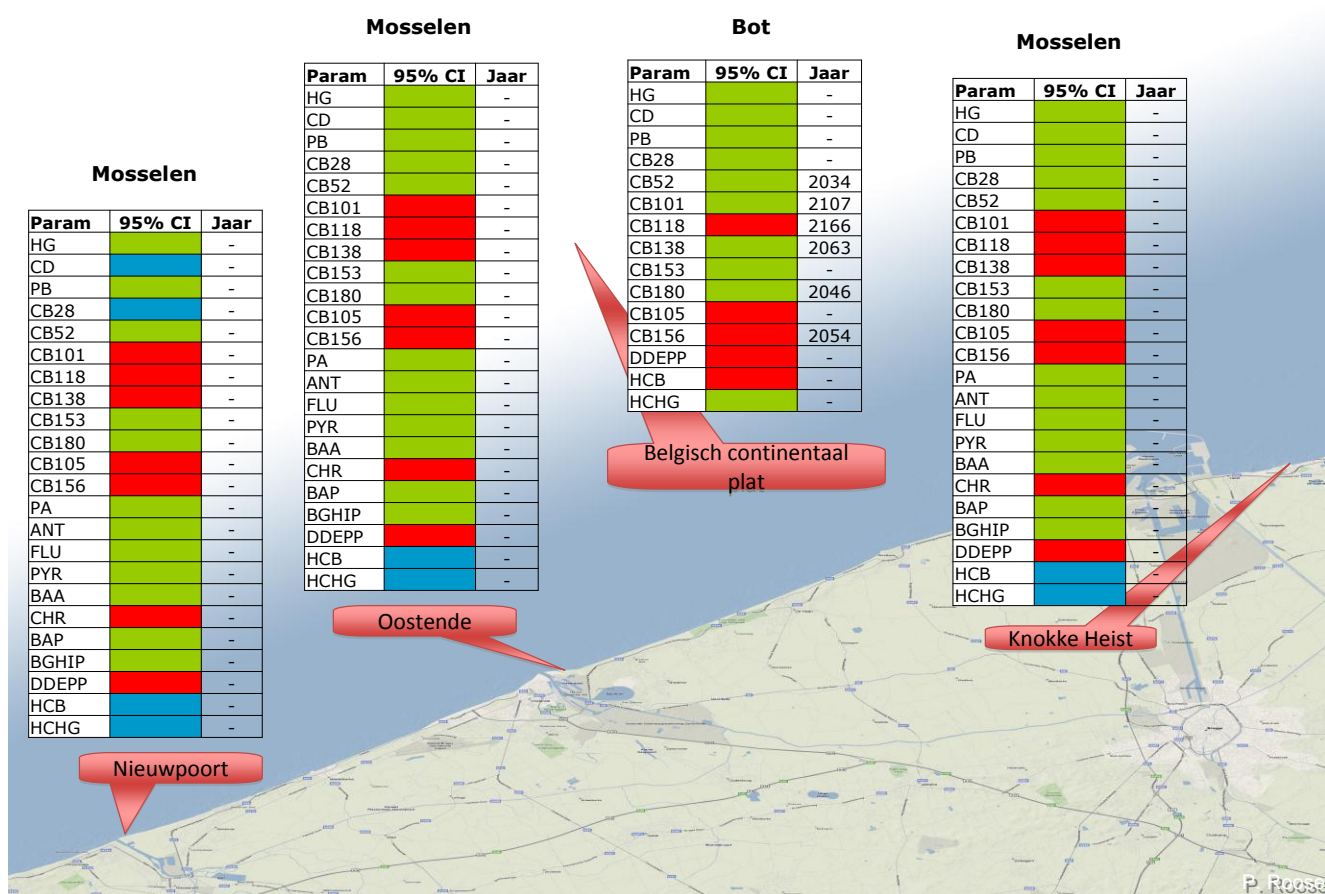 Mosselen
Param 95% CI Jaar
HG -
CD -
PB -
CB28 -
CB52 -
CB101 -
CB118 -
CB138 -
CB153 -
CB180 -
CB105 -
CB156 -
PA -
ANT -
FLU -
PYR -
BAA -
CHR -
BAP -
BGHIP -
DDEPP -
HCB -
HCHG -
Nieuwpoort
Mosselen
Param 95% CI Jaar
HG -
CD -
PB -
CB28 -
CB52 -
CB101 -
CB118 -
CB138 -
CB153 -
CB180 -
CB105 -
CB156 -
PA -
ANT -
FLU -
PYR -
BAA -
CHR -
BAP -
BGHIP -
DDEPP -
HCB -
HCHG -
Oostende
Bot
Param 95% CI Jaar
HG -
CD -
PB -
CB28 -
CB52 2034
CB101 2107
CB118 2166
CB138 2063
CB153 -
CB180 2046
CB105 -
CB156 2054
DDEPP -
HCB -
HCHG -
Belgisch continentaal
plat
Mosselen
Param 95% CI Jaar
HG -
CD -
PB -
CB28 -
CB52 -
CB101 -
CB118 -
CB138 -
CB153 -
CB180 -
CB105 -
CB156 -
PA -
ANT -
FLU -
PYR -
BAA -
CHR -
BAP -
BGHIP -
DDEPP -
HCB -
HCHG -
Knokke Heist
P. Roose